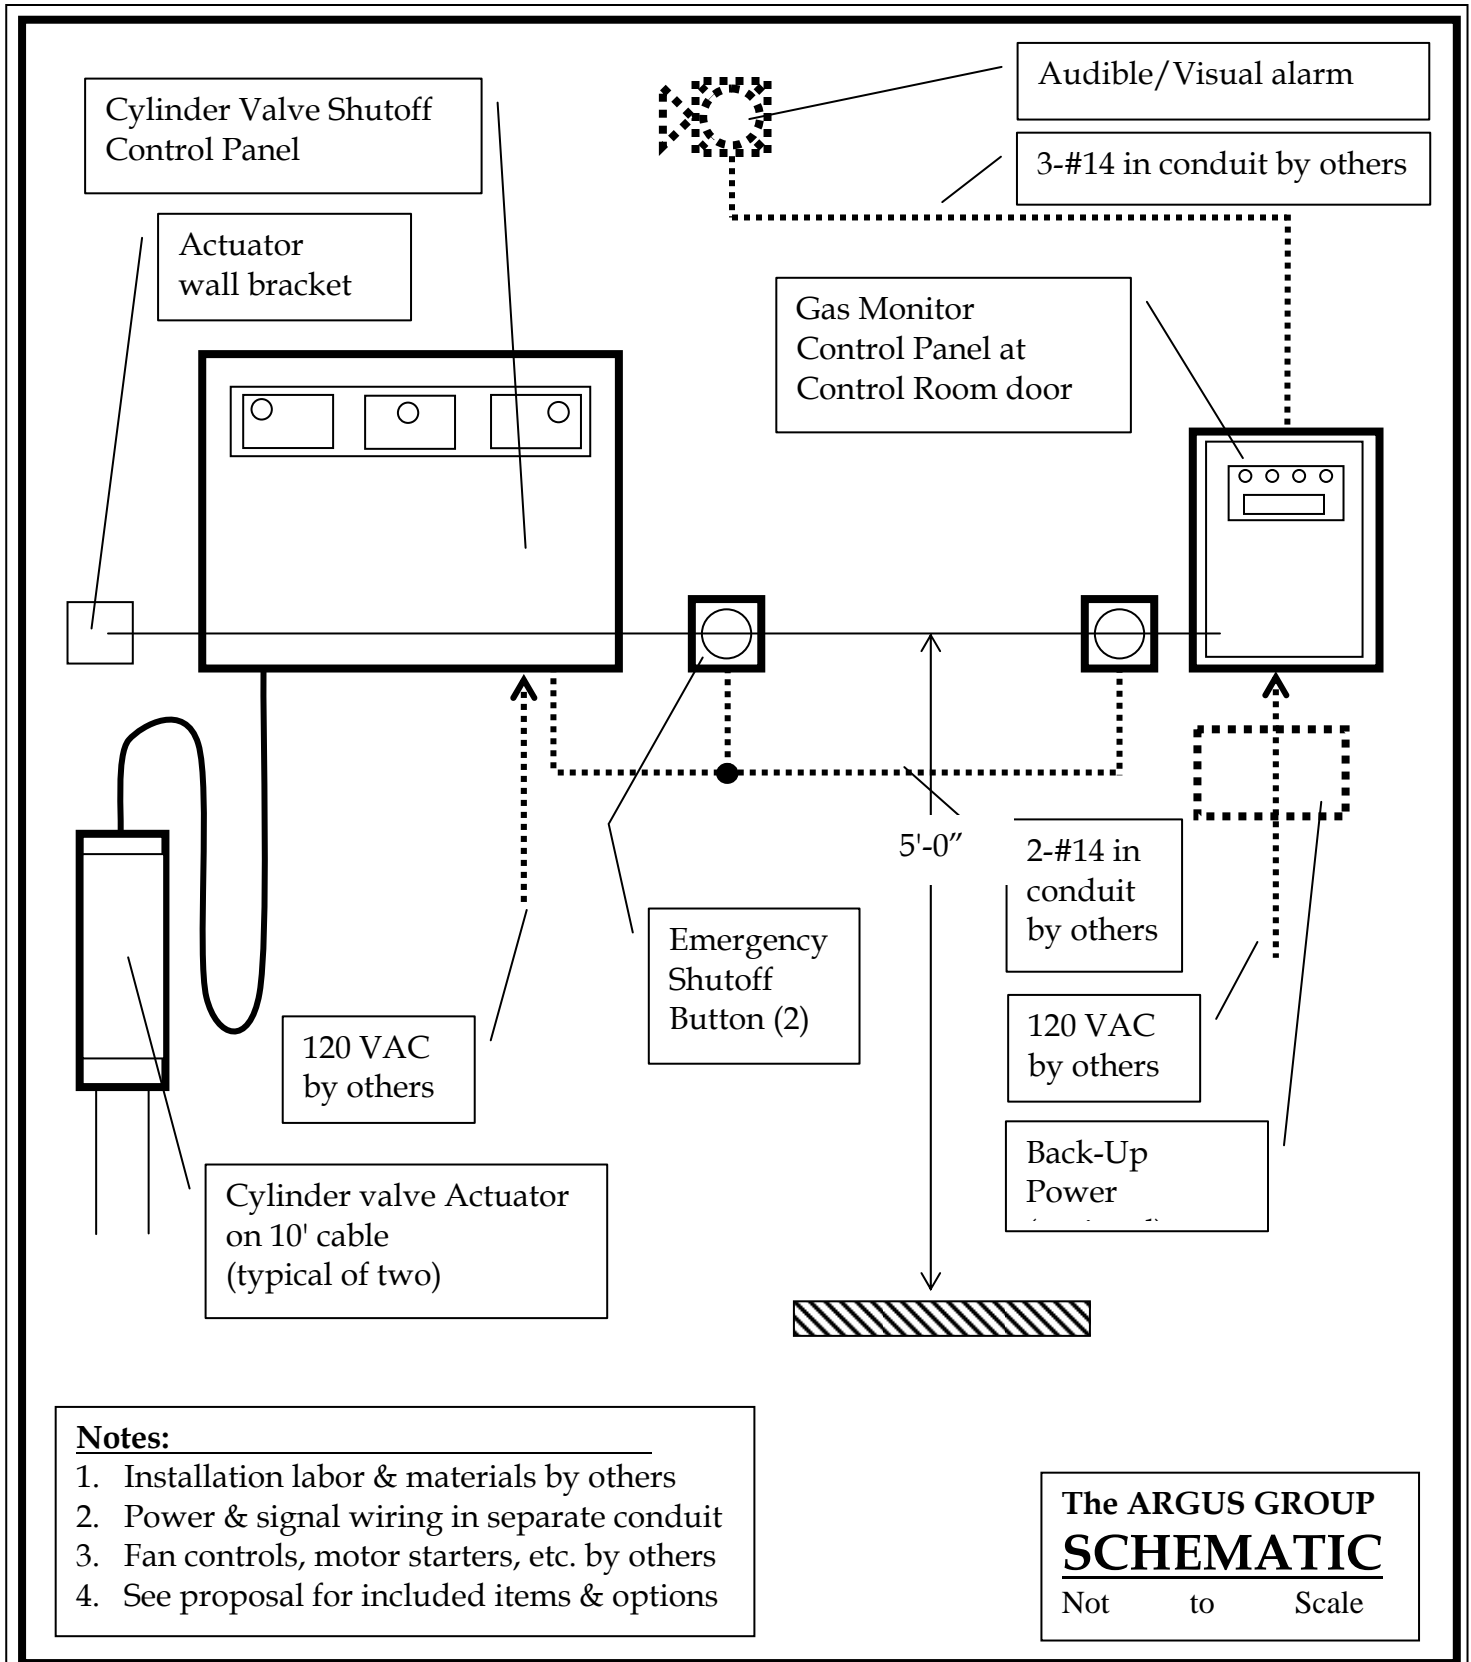 Audible/Visual alarm
Cylinder Valve Shutoff
Control Panel
3-#14 in conduit by others
Actuator
wall bracket
Gas Monitor
Control Panel at
Control Room door
5'-0”
2-#14 in
conduit
by others
Emergency
Shutoff
Button (2)
120 VAC
by others
120 VAC
by others
Back-Up
Power
Cylinder valve Actuator
on 10' cable
(typical of two)
Notes:
1. Installation labor & materials by others
2. Power & signal wiring in separate conduit
3. Fan controls, motor starters, etc. by others
4. See proposal for included items & options
The ARGUS GROUP
SCHEMATIC
Not to Scale